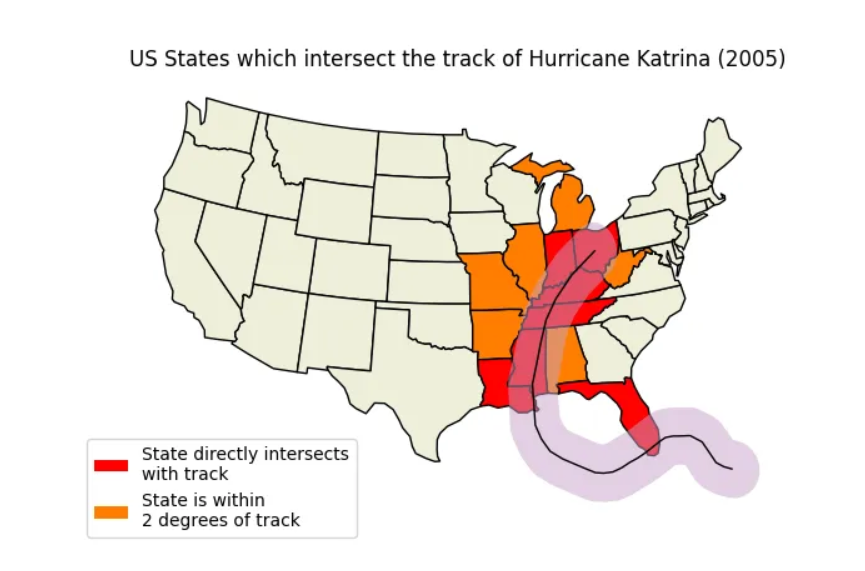 US States which intersect the track of Hurricane Katrina (2005)
State directly intersects
with track
State is within
2 degrees of track